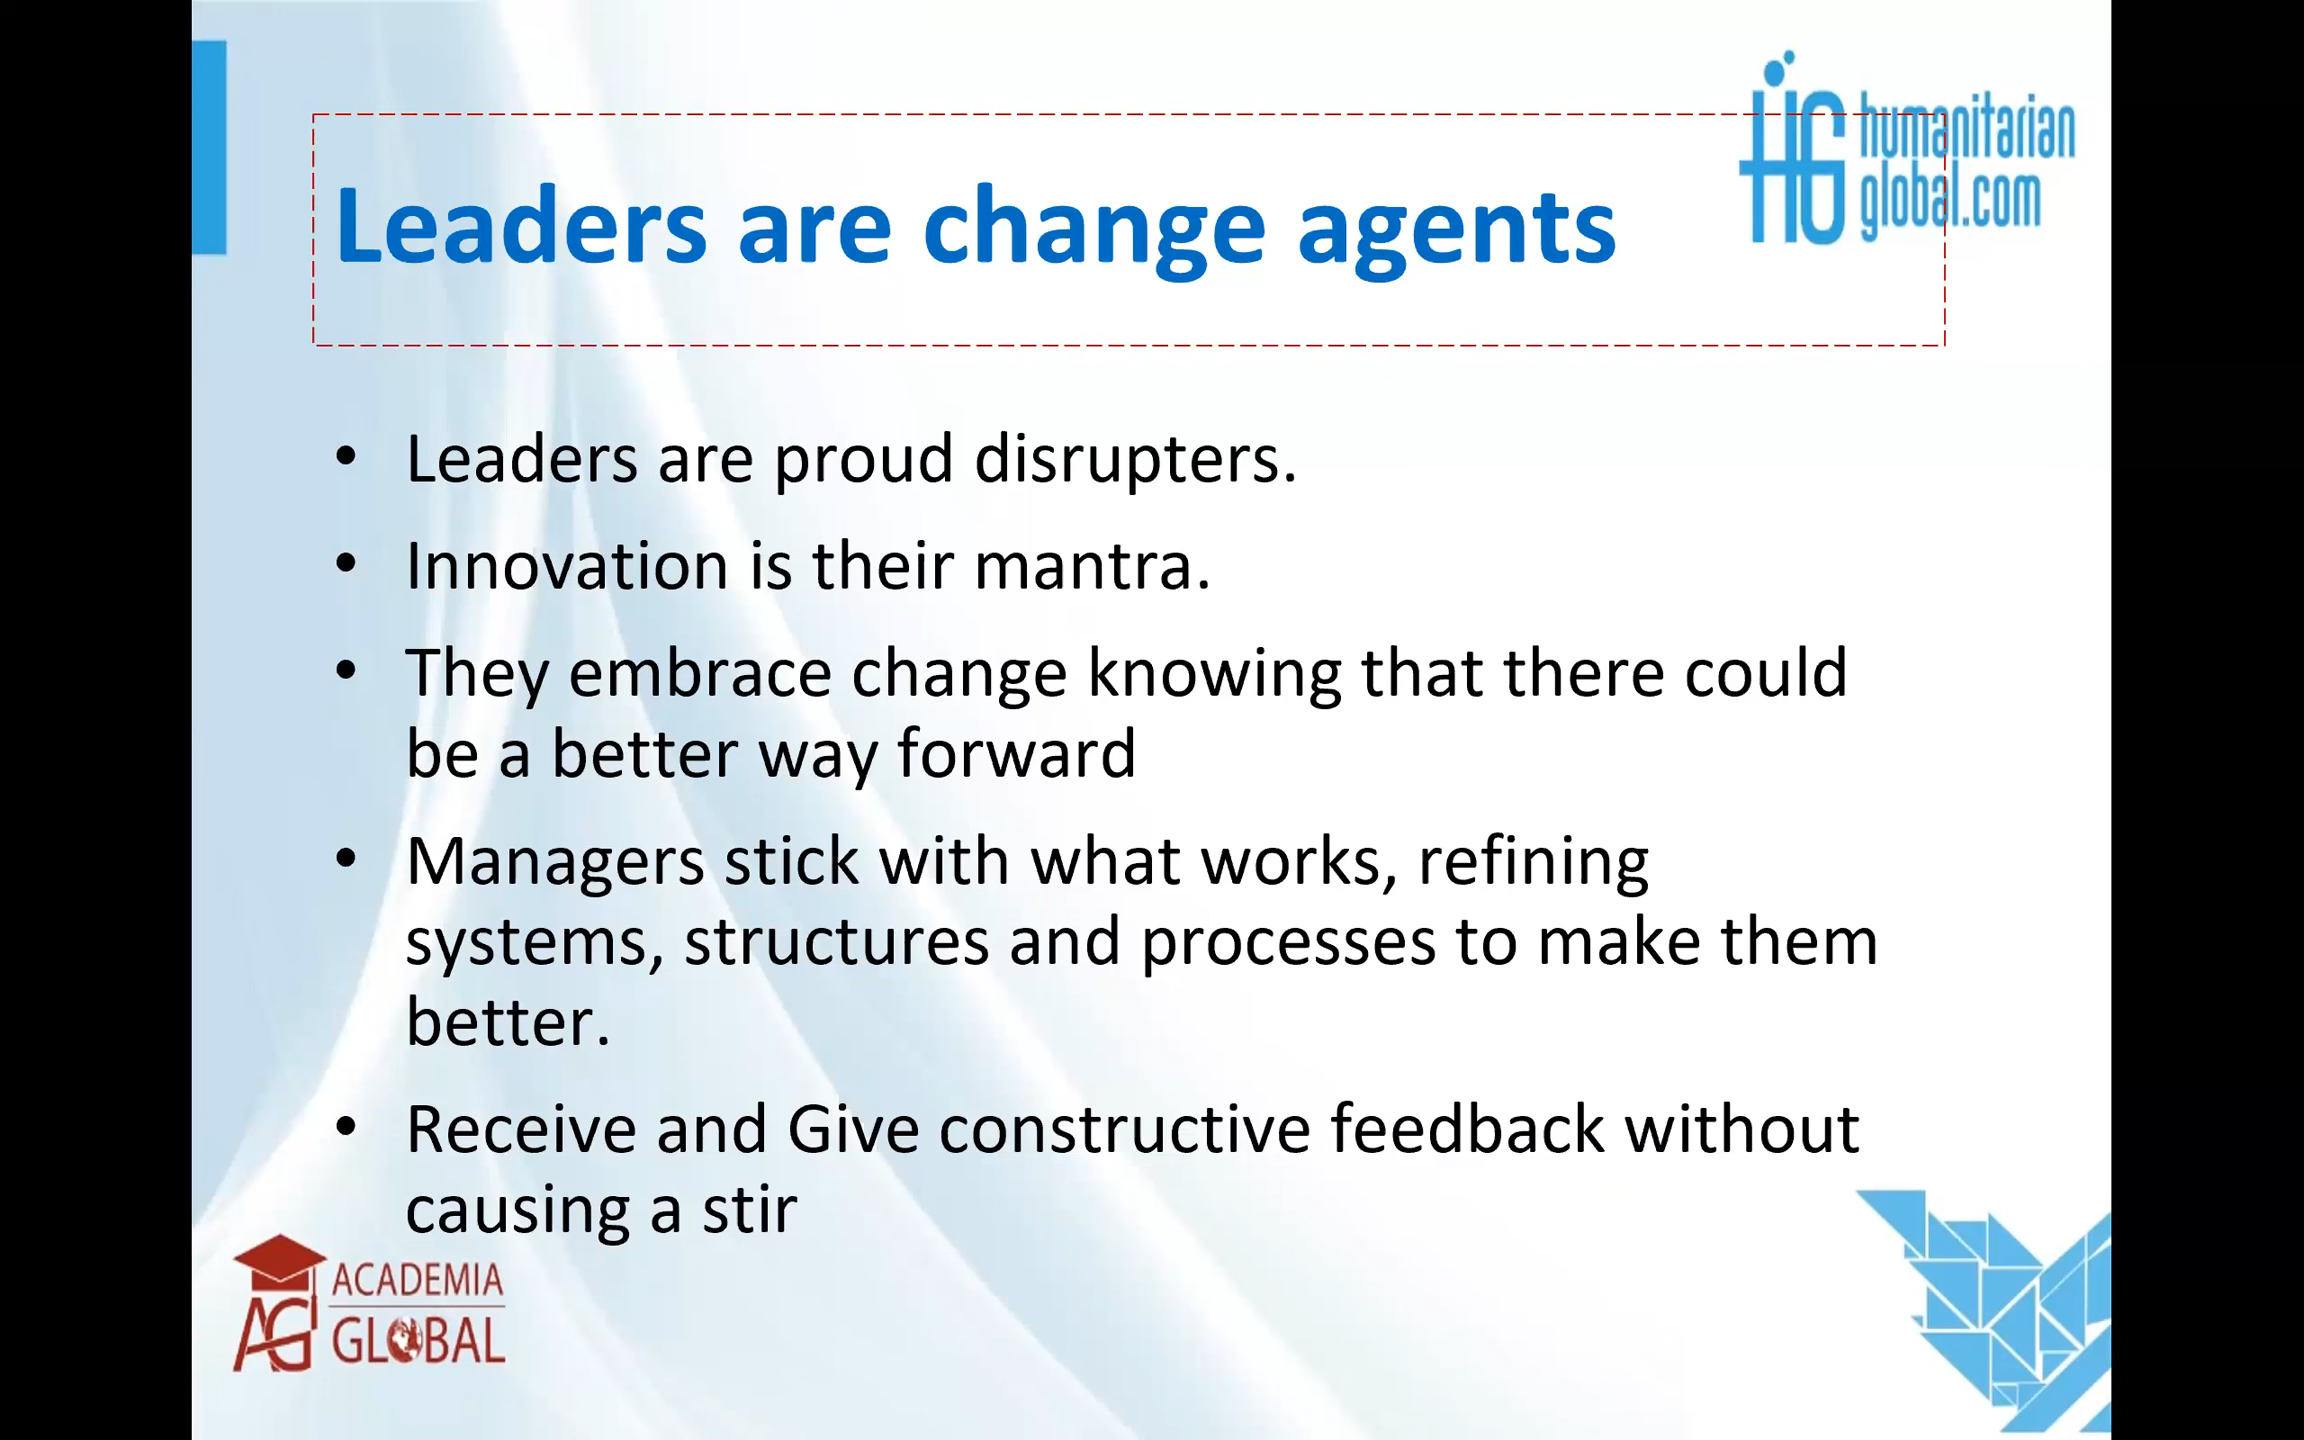 humanitarian
global.com
Leaders are change agents
• Leaders are proud disrupters.
• Innovation is their mantra.
• They embrace change knowing that there could
be a better way forward
• Managers stick with what works, refining
systems, structures and processes to make them
better.
• Receive and Give constructive feedback without
causing a stir
AG ACADEMIA
GLOBAL